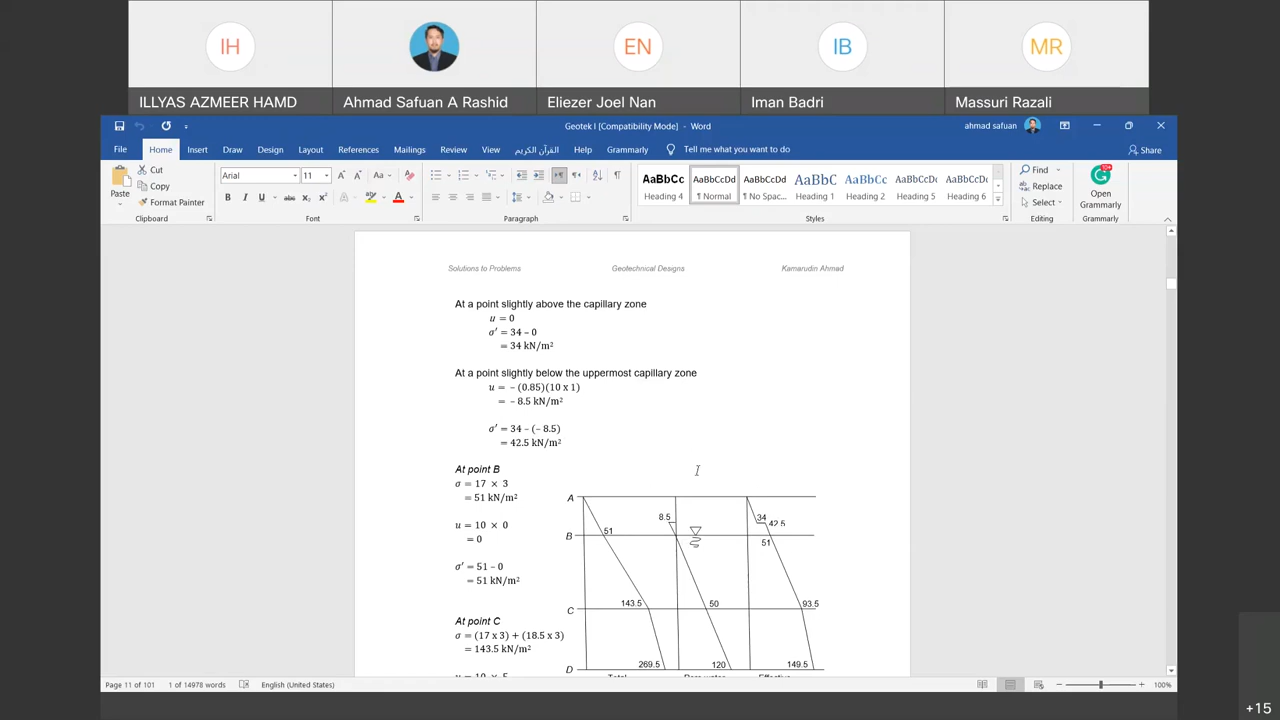 IH
EN
IB
MR
ILLYAS AZMEER HAMD
Ahmad Safuan A Rashid
Eliezer Joel Nan
Iman Badri
Massuri Razali
Geotek I [Compatibility Mode] - Word
ahmad safuan
File Home Insert Draw Design Layout References Mailings Review View القرآن الكريم Help Grammarly Tell me what you want to do Share
Paste
Cut
Copy
Format Painter
Clipboard
Arial 11
B I U abc x₂ x²
Font
Paragraph
AaBbCc AaBbCcDd AaBbCcDd AaBbC AaBbCc AaBbCcDd AaBbCcDd
Heading 4 ¶ Normal ¶ No Spac... Heading 1 Heading 2 Heading 5 Heading 6
Styles
Find
Replace
Select
Editing
Open
Grammarly
Grammarly
Solutions to Problems Geotechnical Designs Kamarudin Ahmad
At a point slightly above the capillary zone
u = 0
σ′ = 34 – 0
= 34 kN/m²
At a point slightly below the uppermost capillary zone
u = – (0.85)(10 x 1)
= – 8.5 kN/m²
σ′ = 34 – (– 8.5)
= 42.5 kN/m²
At point B
σ = 17 × 3
= 51 kN/m²
u = 10 × 0
= 0
σ′ = 51 – 0
= 51 kN/m²
At point C
σ = (17 x 3) + (18.5 x 3)
= 143.5 kN/m²
A
8.5 34 42.5
B 51 51
C 143.5 50 93.5
D 269.5 120 149.5
Page 11 of 101 1 of 14978 words English (United States) 100%
+15